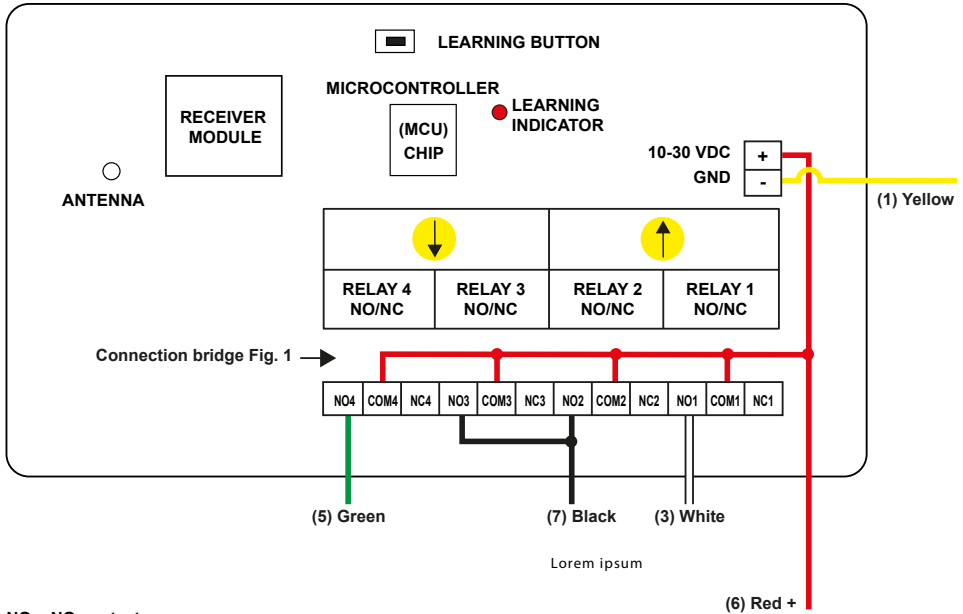 LEARNING BUTTON
RECEIVER
MODULE
MICROCONTROLLER
(MCU)
CHIP
LEARNING
INDICATOR
ANTENNA
10-30 VDC
+
GND
-
(1) Yellow
RELAY 4
NO/NC
RELAY 3
NO/NC
RELAY 2
NO/NC
RELAY 1
NO/NC
Connection bridge Fig. 1
NO4 COM4 NC4 NO3 COM3 NC3 NO2 COM2 NC2 NO1 COM1 NC1
(5) Green
(7) Black
(3) White
Lorem ipsum
(6) Red +